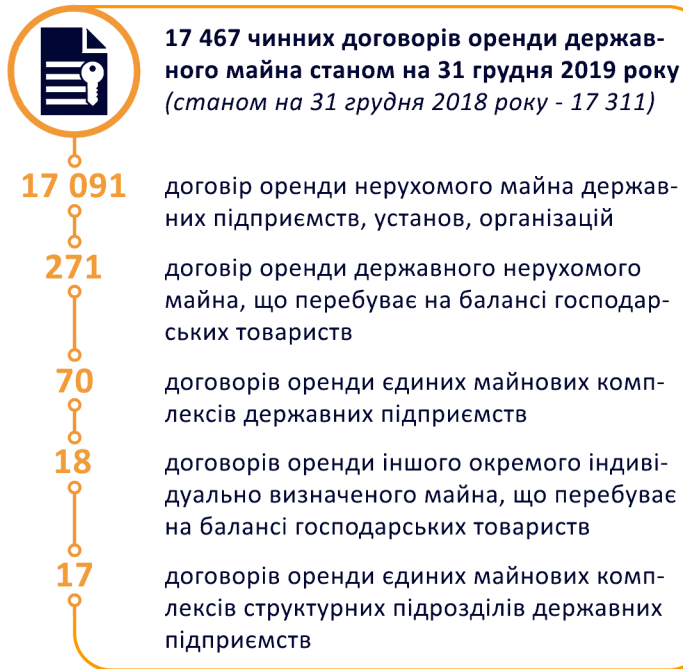 17 467 чинних договорів оренди держав-
ного майна станом на 31 грудня 2019 року
(станом на 31 грудня 2018 року - 17 311)
17 091
договір оренди нерухомого майна держав-
них підприємств, установ, організацій
271
договір оренди державного нерухомого
майна, що перебуває на балансі господар-
ських товариств
70
договорів оренди єдиних майнових комп-
лексів державних підприємств
18
договорів оренди іншого окремого індиві-
дуально визначеного майна, що перебуває
на балансі господарських товариств
17
договорів оренди єдиних майнових комп-
лексів структурних підрозділів державних
підприємств